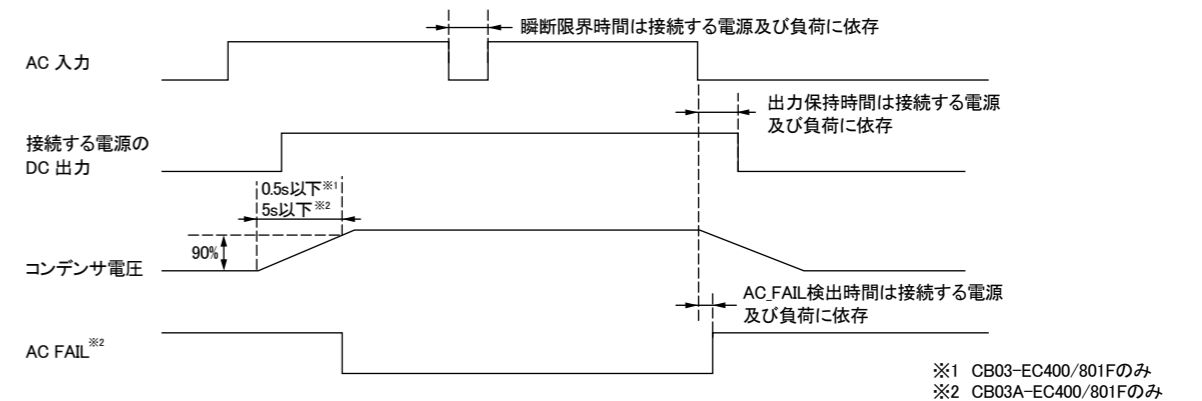 瞬断限界時間は接続する電源及び負荷に依存
AC 入力
出力保持時間は接続する電源
及び負荷に依存
接続する電源の
DC 出力
0.5s以下※1
5s以下※2
90%
コンデンサ電圧
AC_FAIL検出時間は接続する電源
及び負荷に依存
AC FAIL※2
※1 CB03-EC400/801Fのみ
※2 CB03A-EC400/801Fのみ